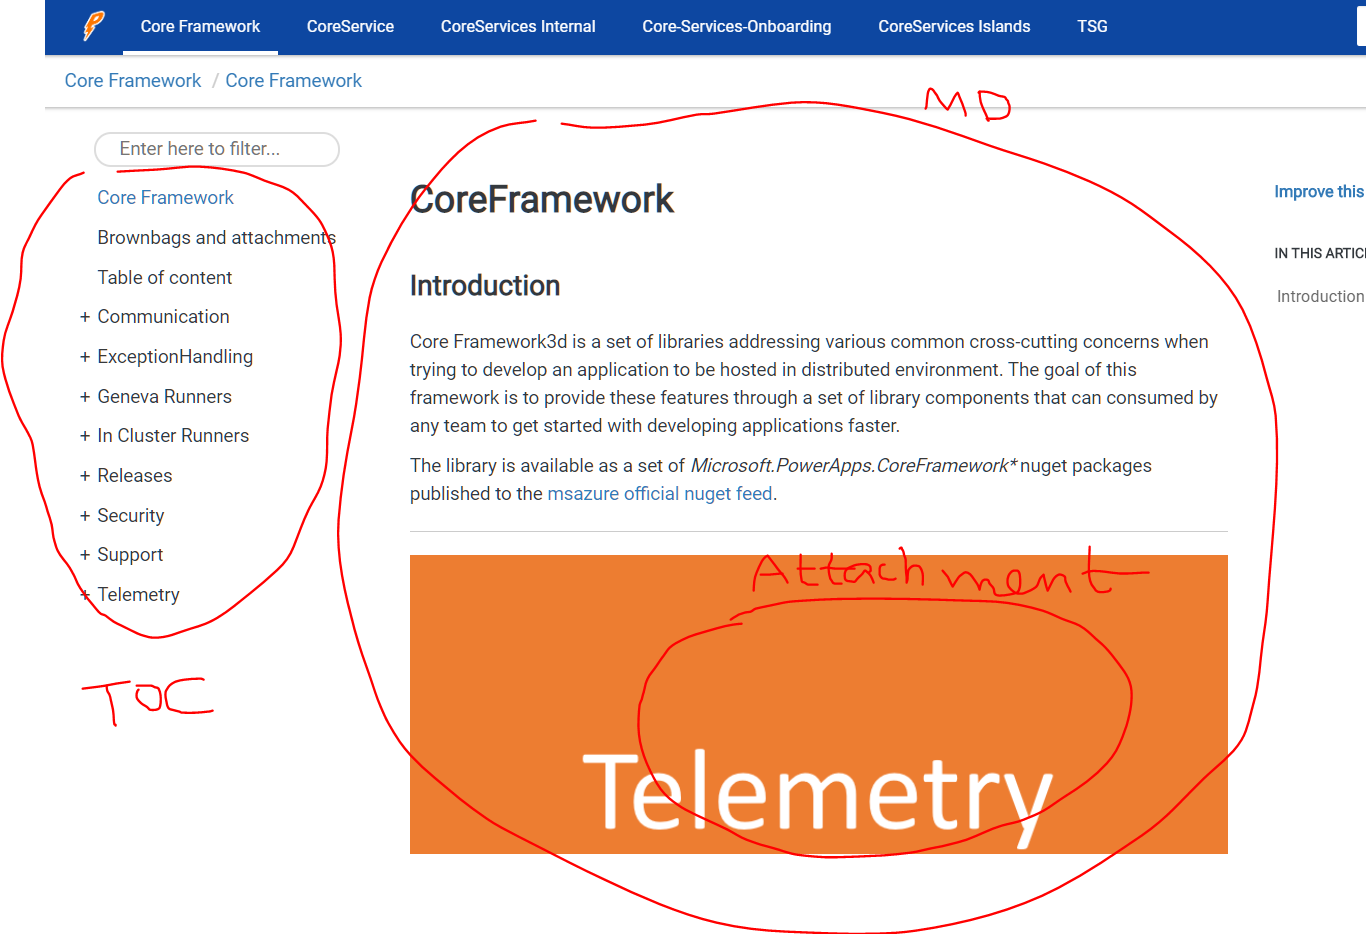 Core Framework CoreService CoreServices Internal Core-Services-Onboarding CoreServices Islands TSG
Core Framework / Core Framework
MD
Enter here to filter...
Core Framework
Brownbags and attachments
Table of content
+ Communication
+ ExceptionHandling
+ Geneva Runners
+ In Cluster Runners
+ Releases
+ Security
+ Support
+ Telemetry
TOC
CoreFramework
Introduction
Core Framework3d is a set of libraries addressing various common cross-cutting concerns when
trying to develop an application to be hosted in distributed environment. The goal of this
framework is to provide these features through a set of library components that can consumed by
any team to get started with developing applications faster.
The library is available as a set of Microsoft.PowerApps.CoreFramework* nuget packages
published to the msazure official nuget feed.
Attachment
Telemetry
Improve this
IN THIS ARTIC
Introduction